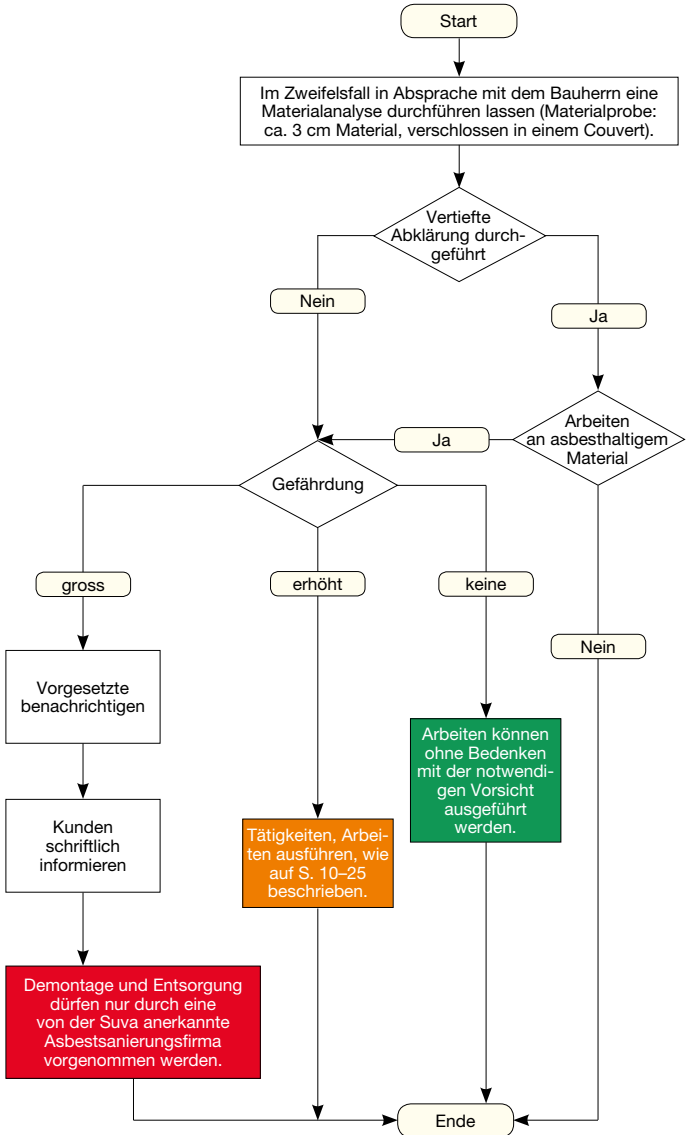 Start
Im Zweifelsfall in Absprache mit dem Bauherrn eine
Materialanalyse durchführen lassen (Materialprobe:
ca. 3 cm Material, verschlossen in einem Couvert).
Vertiefte
Abklärung durch-
geführt
Nein
Ja
Arbeiten
an asbesthaltigem
Material
Ja
Gefährdung
gross
erhöht
keine
Nein
Vorgesetzte
benachrichtigen
Arbeiten können
ohne Bedenken
mit der notwendi-
gen Vorsicht
ausgeführt
werden.
Kunden
schriftlich
informieren
Tätigkeiten, Arbei-
ten ausführen, wie
auf S. 10–25
beschrieben.
Demontage und Entsorgung
dürfen nur durch eine
von der Suva anerkannte
Asbestsanierungsfirma
vorgenommen werden.
Ende